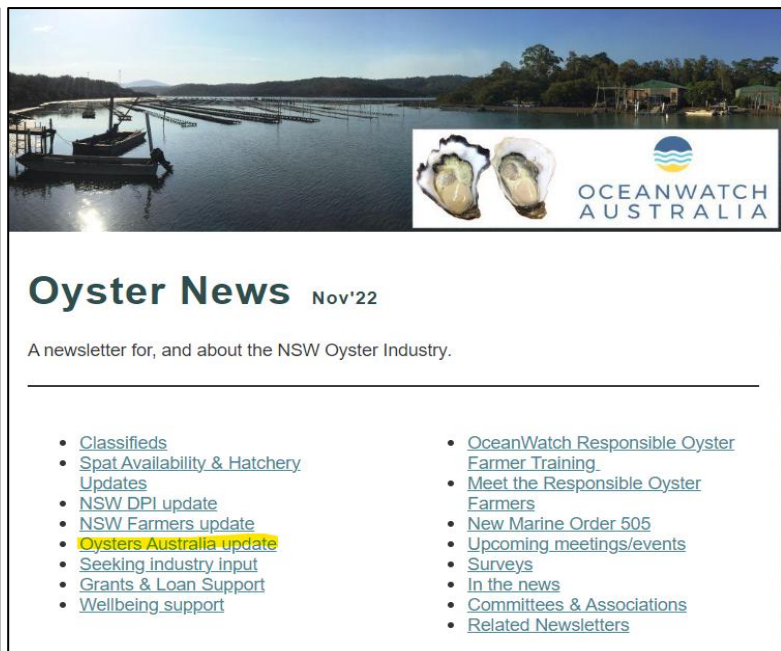 OCEANWATCH
AUSTRALIA
Oyster News Nov'22
A newsletter for, and about the NSW Oyster Industry.
Classifieds
Spat Availability & Hatchery
Updates
NSW DPI update
NSW Farmers update
Oysters Australia update
Seeking industry input
Grants & Loan Support
Wellbeing support
OceanWatch Responsible Oyster
Farmer Training
Meet the Responsible Oyster
Farmers
New Marine Order 505
Upcoming meetings/events
Surveys
In the news
Committees & Associations
Related Newsletters